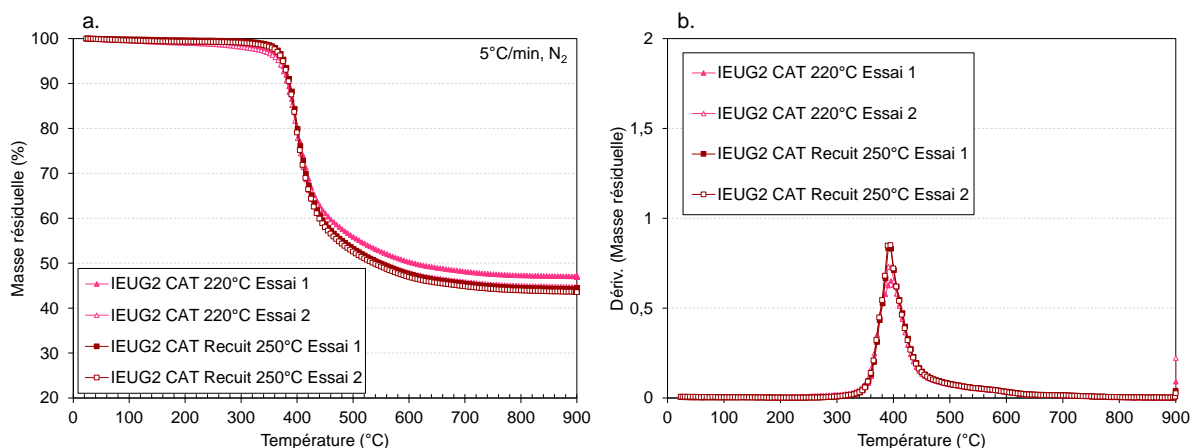 a.
100
90
80
70
60
50
40
30
20
Masse résiduelle (%)
5°C/min, N₂
IEUG2 CAT 220°C Essai 1
IEUG2 CAT 220°C Essai 2
IEUG2 CAT Recuit 250°C Essai 1
IEUG2 CAT Recuit 250°C Essai 2
0 100 200 300 400 500 600 700 800 900
Température (°C)
b.
2
1,5
1
0,5
0
Dériv. (Masse résiduelle)
IEUG2 CAT 220°C Essai 1
IEUG2 CAT 220°C Essai 2
IEUG2 CAT Recuit 250°C Essai 1
IEUG2 CAT Recuit 250°C Essai 2
0 100 200 300 400 500 600 700 800 900
Température (°C)